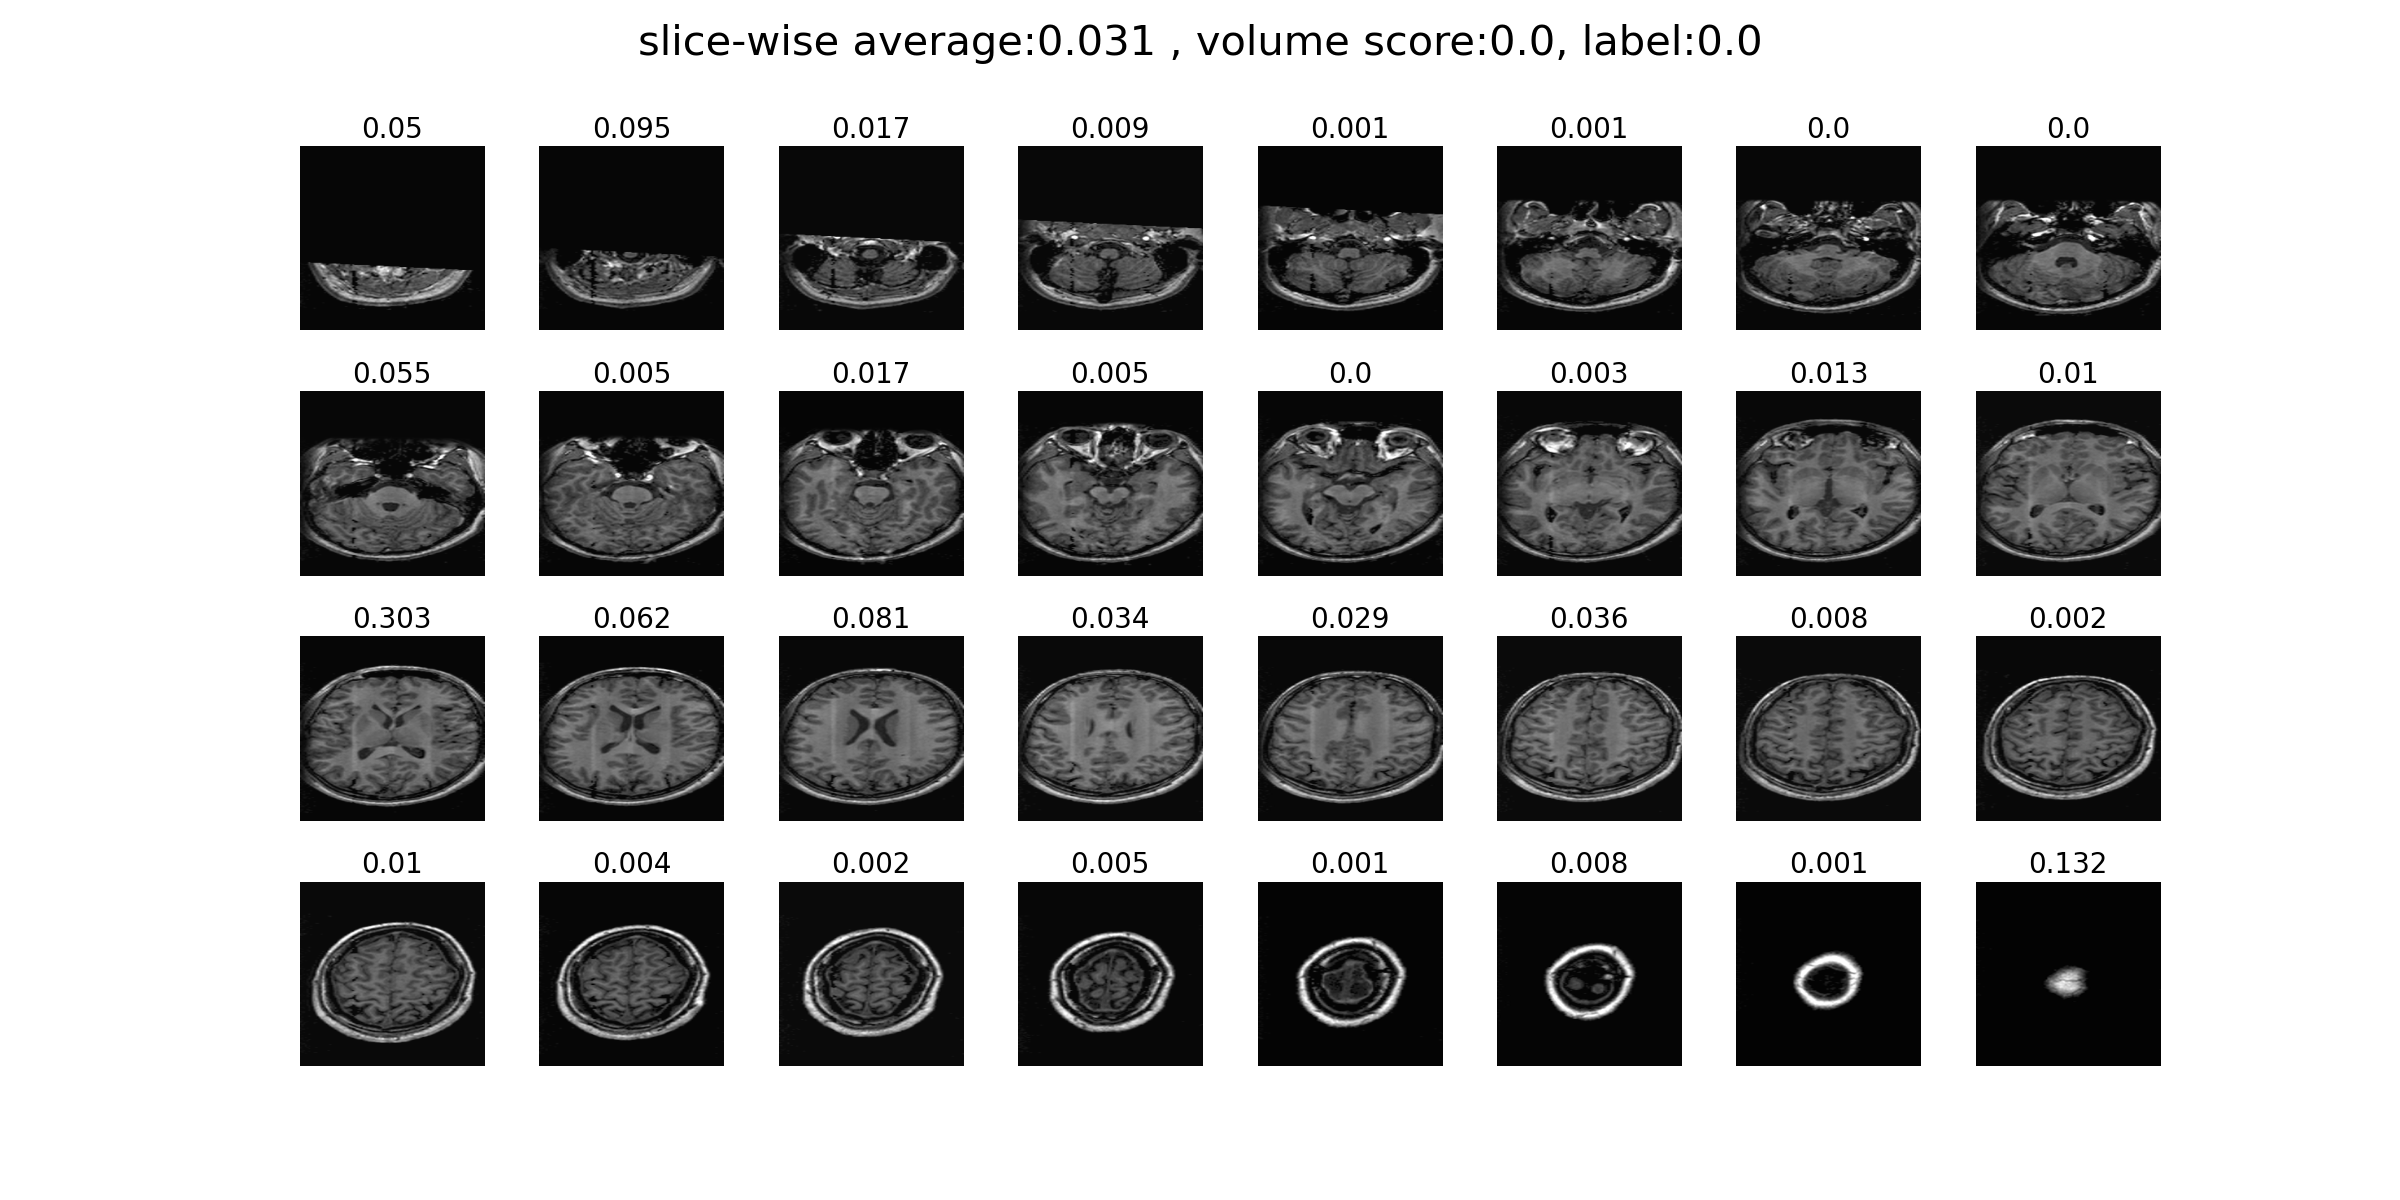 slice-wise average:0.031 , volume score:0.0, label:0.0
0.05 0.095 0.017 0.009 0.001 0.001 0.0 0.0
0.055 0.005 0.017 0.005 0.0 0.003 0.013 0.01
0.303 0.062 0.081 0.034 0.029 0.036 0.008 0.002
0.01 0.004 0.002 0.005 0.001 0.008 0.001 0.132